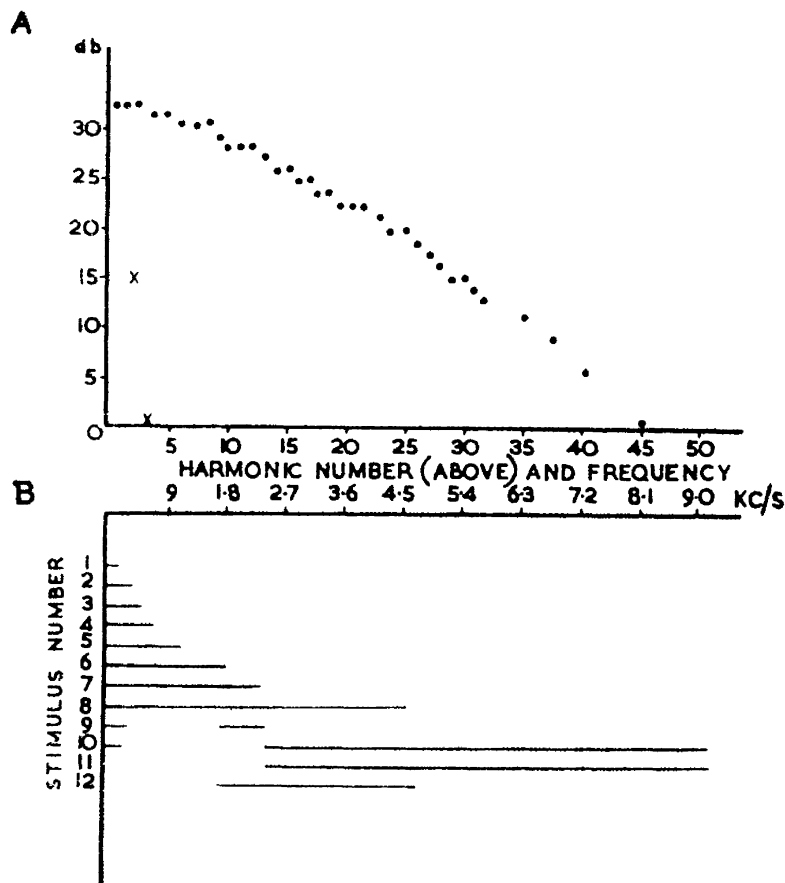 A
db
30
25
20
15
10
5
0
5 10 15 20 25 30 35 40 45 50
HARMONIC NUMBER (ABOVE) AND FREQUENCY
B
9 1·8 2·7 3·6 4·5 5·4 6·3 7·2 8·1 9·0 KC/S
STIMULUS NUMBER
1
2
3
4
5
6
7
8
9
10
11
12